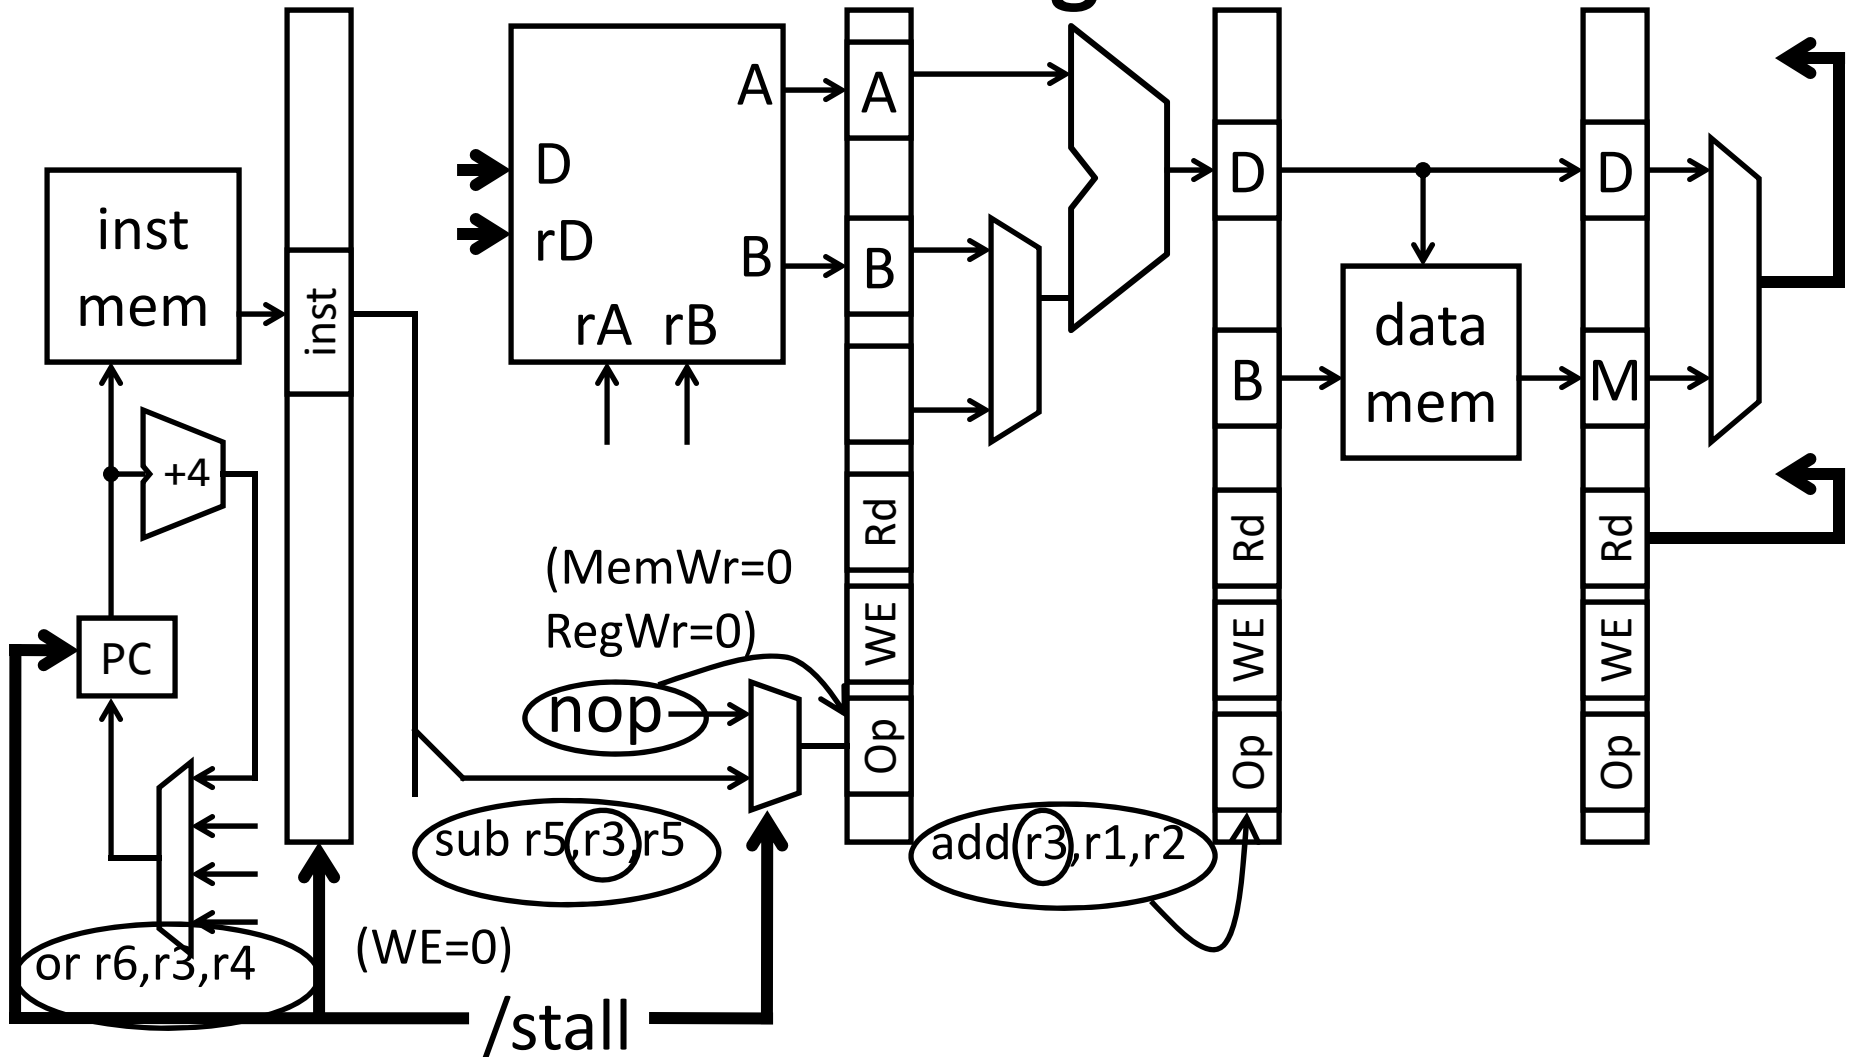 A
D
rD
B
rA rB
inst
mem
inst
+4
PC
A
B
Rd
WE
Op
(MemWr=0
RegWr=0)
nop
D
B
Rd
WE
Op
data
mem
D
M
Rd
WE
Op
sub r5,r3,r5
add r3,r1,r2
or r6,r3,r4
(WE=0)
/stall